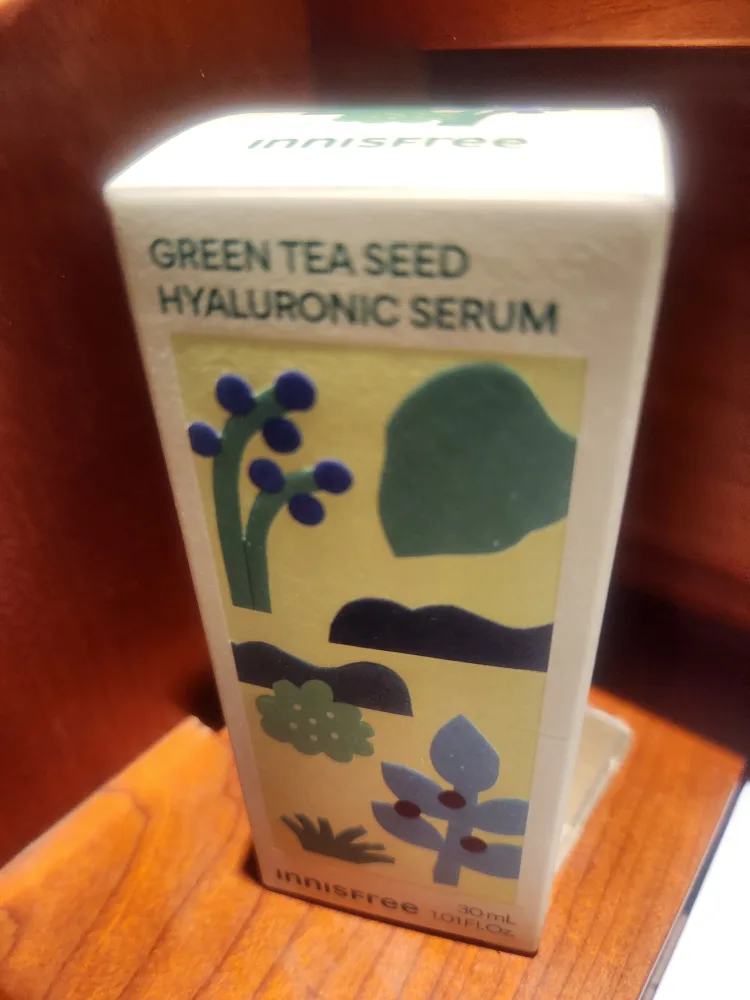 INNISFree
GREEN TEA SEED
HYALURONIC SERUM
INNISFree
30 mL
1.01 Fl.Oz.